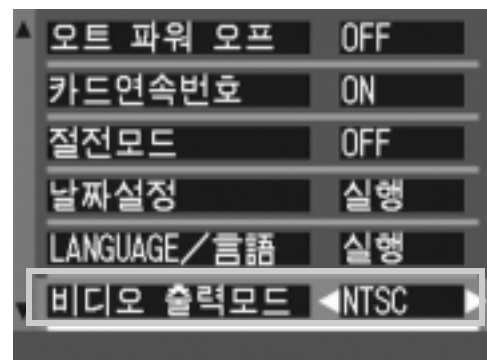 오트 파워 오프 OFF
카드연속번호 ON
절전모드 OFF
날짜설정 실행
LANGUAGE/言語 실행
비디오 출력모드 NTSC